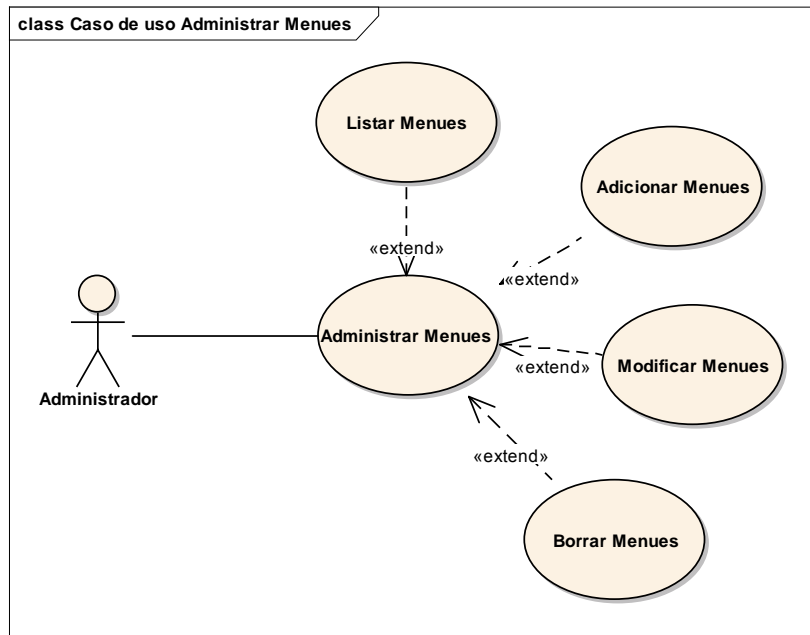 class Caso de uso Administrar Menues
Listar Menues
Adicionar Menues
«extend»
«extend»
Administrar Menues
«extend»
Modificar Menues
Administrador
«extend»
Borrar Menues